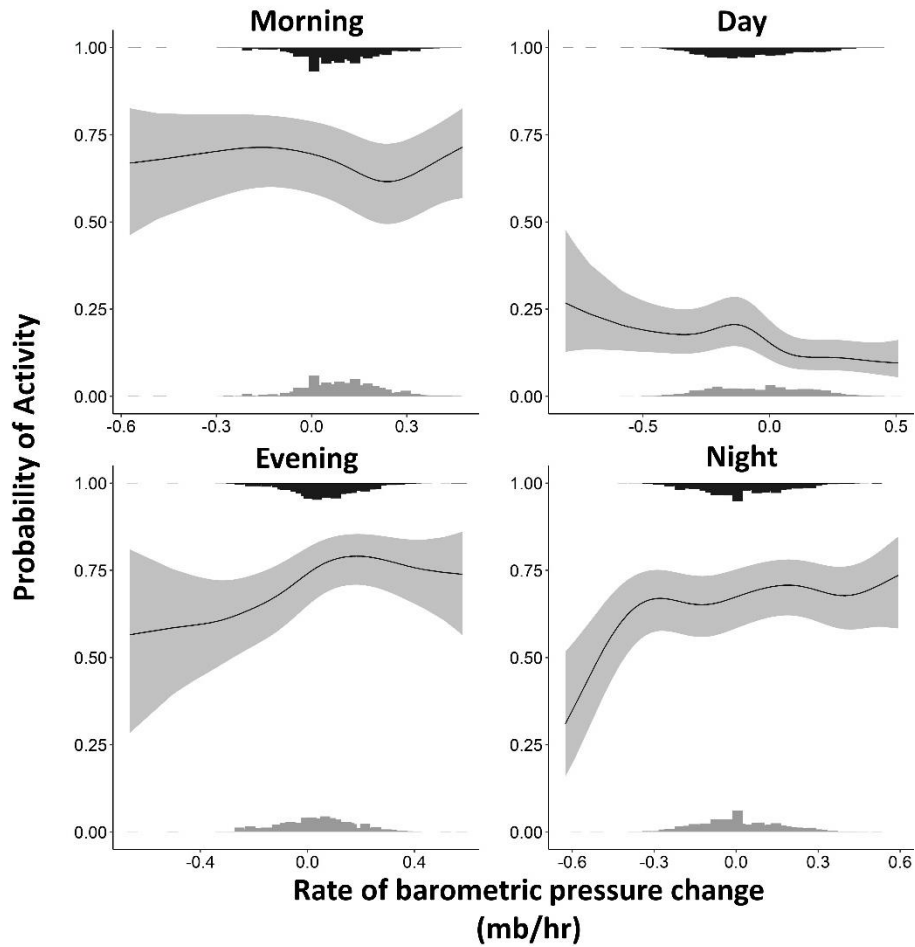 Morning
Day
1.00
0.75
0.50
0.25
0.00
-0.6 -0.3 0.0 0.3
1.00
0.75
0.50
0.25
0.00
-0.5 0.0 0.5
Probability of Activity
Evening
Night
1.00
0.75
0.50
0.25
0.00
-0.4 0.0 0.4
1.00
0.75
0.50
0.25
0.00
-0.6 -0.3 0.0 0.3 0.6
Rate of barometric pressure change
(mb/hr)